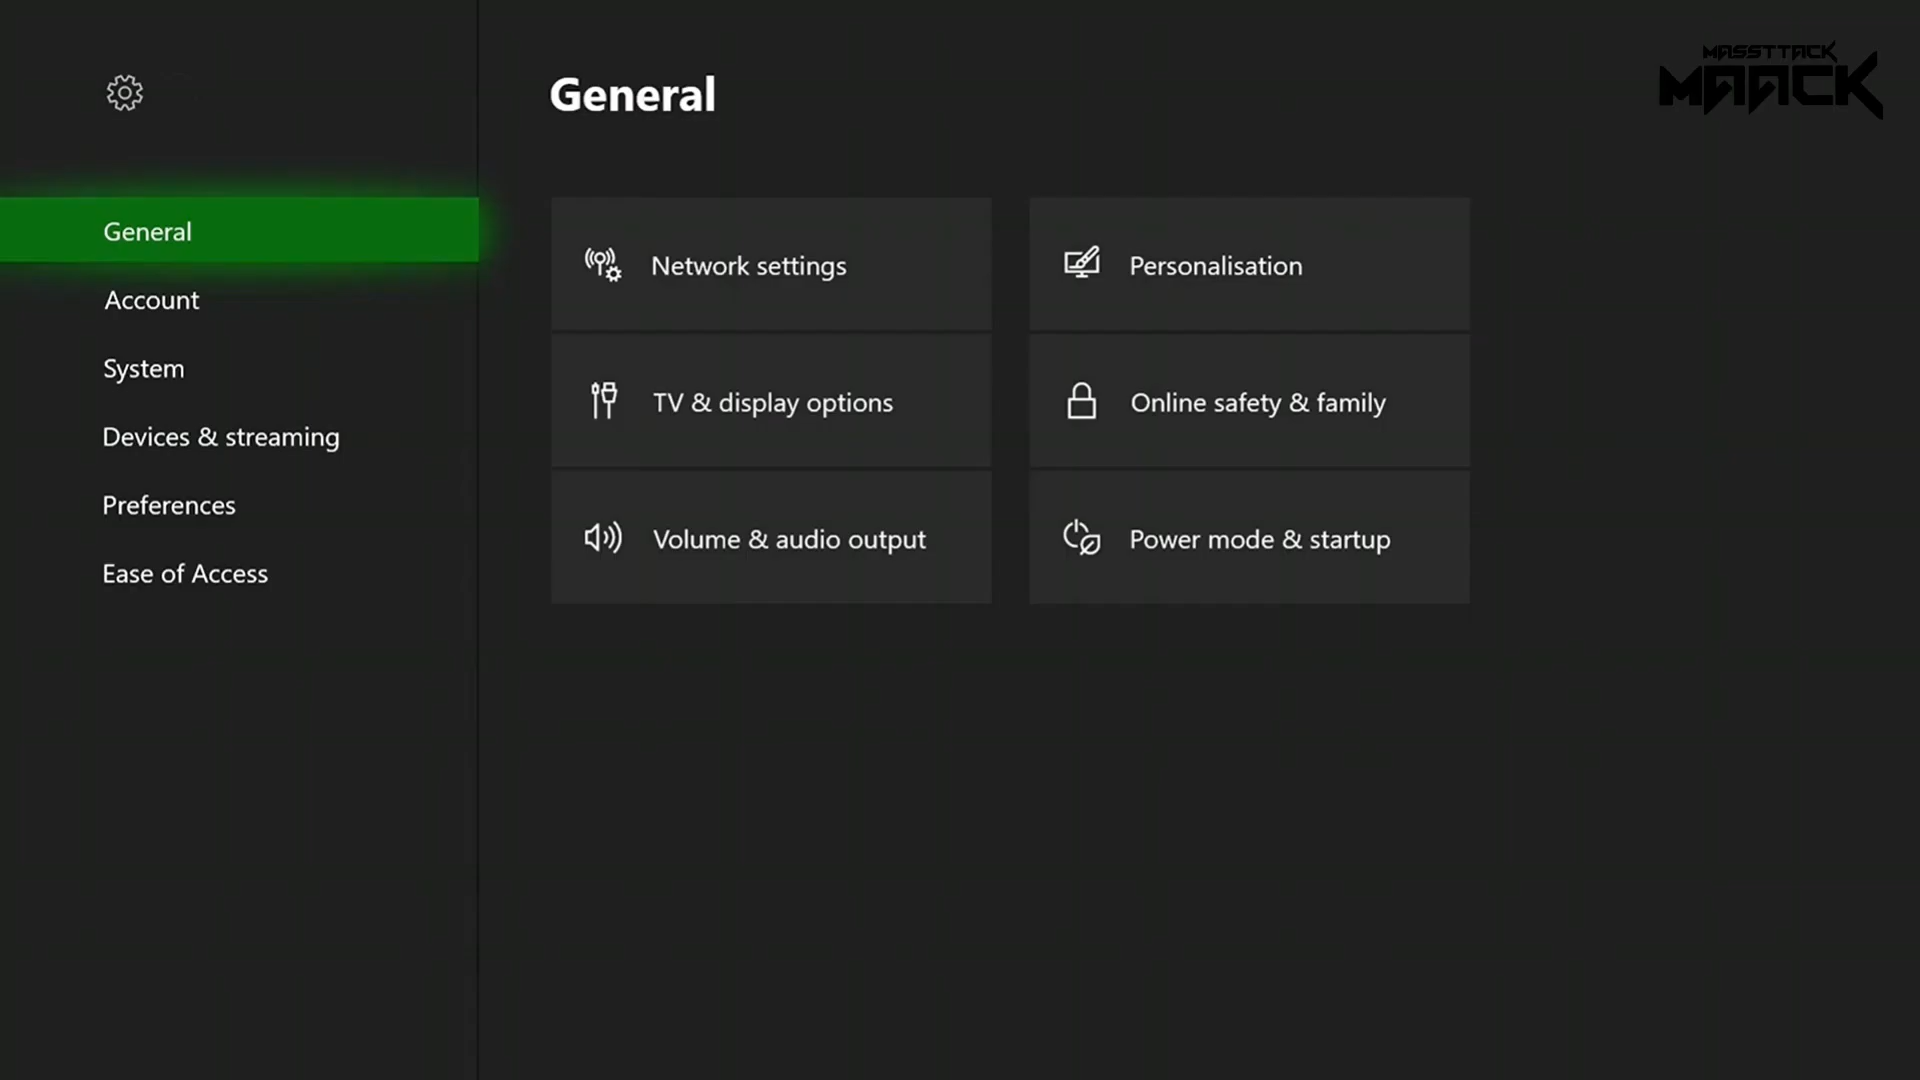 MASSTTACK
MAACK
General
General
Account
System
Devices & streaming
Preferences
Ease of Access
Network settings
Personalisation
TV & display options
Online safety & family
Volume & audio output
Power mode & startup